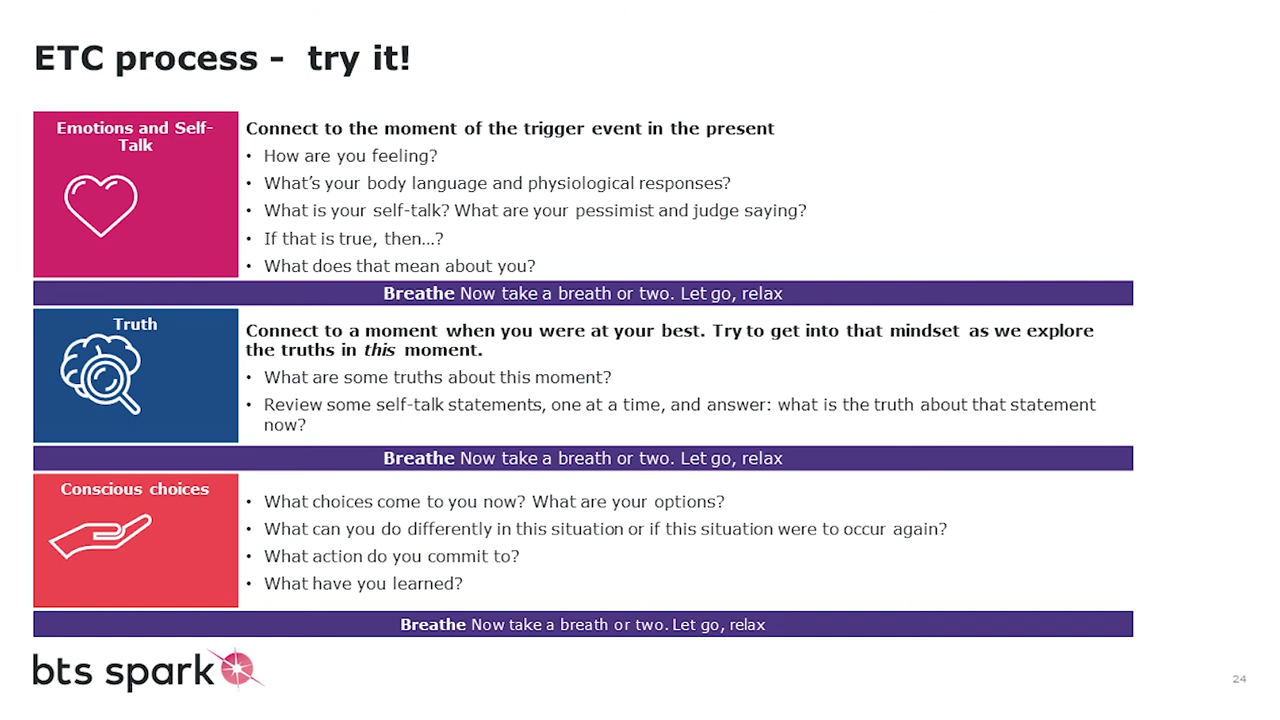 ETC process -  try it!
Emotions and Self-
Talk
Connect to the moment of the trigger event in the present
• How are you feeling?
• What’s your body language and physiological responses?
• What is your self-talk? What are your pessimist and judge saying?
• If that is true, then…?
• What does that mean about you?
Breathe Now take a breath or two. Let go, relax
Truth
Connect to a moment when you were at your best. Try to get into that mindset as we explore
the truths in this moment.
• What are some truths about this moment?
• Review some self-talk statements, one at a time, and answer: what is the truth about that statement
now?
Breathe Now take a breath or two. Let go, relax
Conscious choices
• What choices come to you now? What are your options?
• What can you do differently in this situation or if this situation were to occur again?
• What action do you commit to?
• What have you learned?
Breathe Now take a breath or two. Let go, relax
bts spark
24